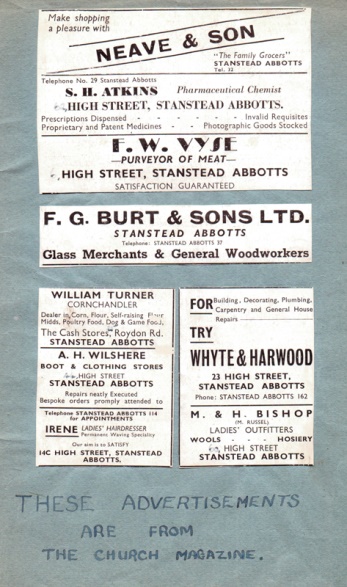 Make shopping
a pleasure with
NEAVE & SON
"The Family Grocers"
STANSTEAD ABBOTTS
Tel. 32
Telephone No. 29 Stanstead Abbotts
S. H. ATKINS Pharmaceutical Chemist
HIGH STREET, STANSTEAD ABBOTTS.
Prescriptions Dispensed - - - - Invalid Requisites
Proprietary and Patent Medicines - - Photographic Goods Stocked
F. W. VYSE
—PURVEYOR OF MEAT—
HIGH STREET, STANSTEAD ABBOTTS
SATISFACTION GUARANTEED
F. G. BURT & SONS LTD.
STANSTEAD ABBOTTS
Telephone: STANSTEAD ABBOTTS 37
Glass Merchants & General Woodworkers
WILLIAM TURNER
CORNCHANDLER
Dealer in Corn, Flour, Self-raising Flour
Midds, Poultry Food, Dog & Game Food,
The Cash Stores, Roydon Rd.
STANSTEAD ABBOTTS
A. H. WILSHERE
BOOT & CLOTHING STORES
HIGH STREET
STANSTEAD ABBOTTS
Repairs neatly Executed
Bespoke orders promptly attended to
Telephone STANSTEAD ABBOTTS 114
for APPOINTMENTS
IRENE LADIES' HAIRDRESSER
Permanent Waving Speciality
Our aim is to SATISFY
14C HIGH STREET, STANSTEAD
ABBOTTS.
FOR Building, Decorating, Plumbing,
Carpentry and General House
Repairs
TRY
WHYTE & HARWOOD
23 HIGH STREET,
STANSTEAD ABBOTTS
Phone: STANSTEAD ABBOTTS 162
M. & H. BISHOP
(M. RUSSEL)
LADIES' OUTFITTERS
WOOLS - - - HOSIERY
HIGH STREET
STANSTEAD ABBOTTS
THESE ADVERTISEMENTS
ARE FROM
THE CHURCH MAGAZINE.